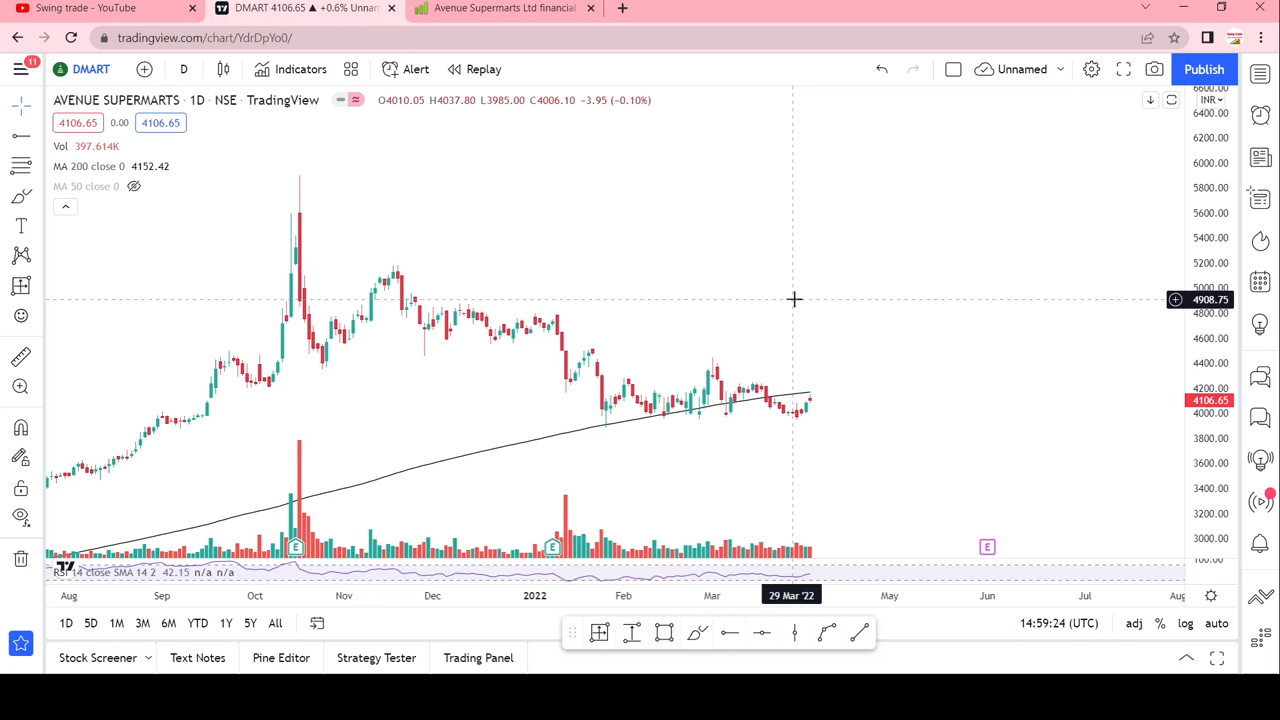 Swing trade - YouTube
DMART 4106.65 ▲ +0.6% Unnam
Avenue Supermarts Ltd financial
tradingview.com/chart/YdrDpYo0/
11
DMART
D
Indicators
Alert
Replay
Unnamed
Publish
AVENUE SUPERMARTS · 1D · NSE · TradingView
O4010.05 H4037.80 L3985.00 C4006.10 −3.95 (−0.10%)
INR
4106.65 0.00 4106.65
Vol 397.614K
MA 200 close 0 4152.42
MA 50 close 0
6600.00
6400.00
6200.00
6000.00
5800.00
5600.00
5400.00
5200.00
5000.00
4908.75
4800.00
4600.00
4400.00
4200.00
4106.65
4000.00
3800.00
3600.00
3400.00
3200.00
3000.00
E
E
E
RSI 14 close SMA 14 2 42.15 n/a n/a
Aug Sep Oct Nov Dec 2022 Feb Mar 29 Mar '22 May Jun Jul Aug
1D 5D 1M 3M 6M YTD 1Y 5Y All
14:59:24 (UTC)
adj % log auto
Stock Screener
Text Notes
Pine Editor
Strategy Tester
Trading Panel